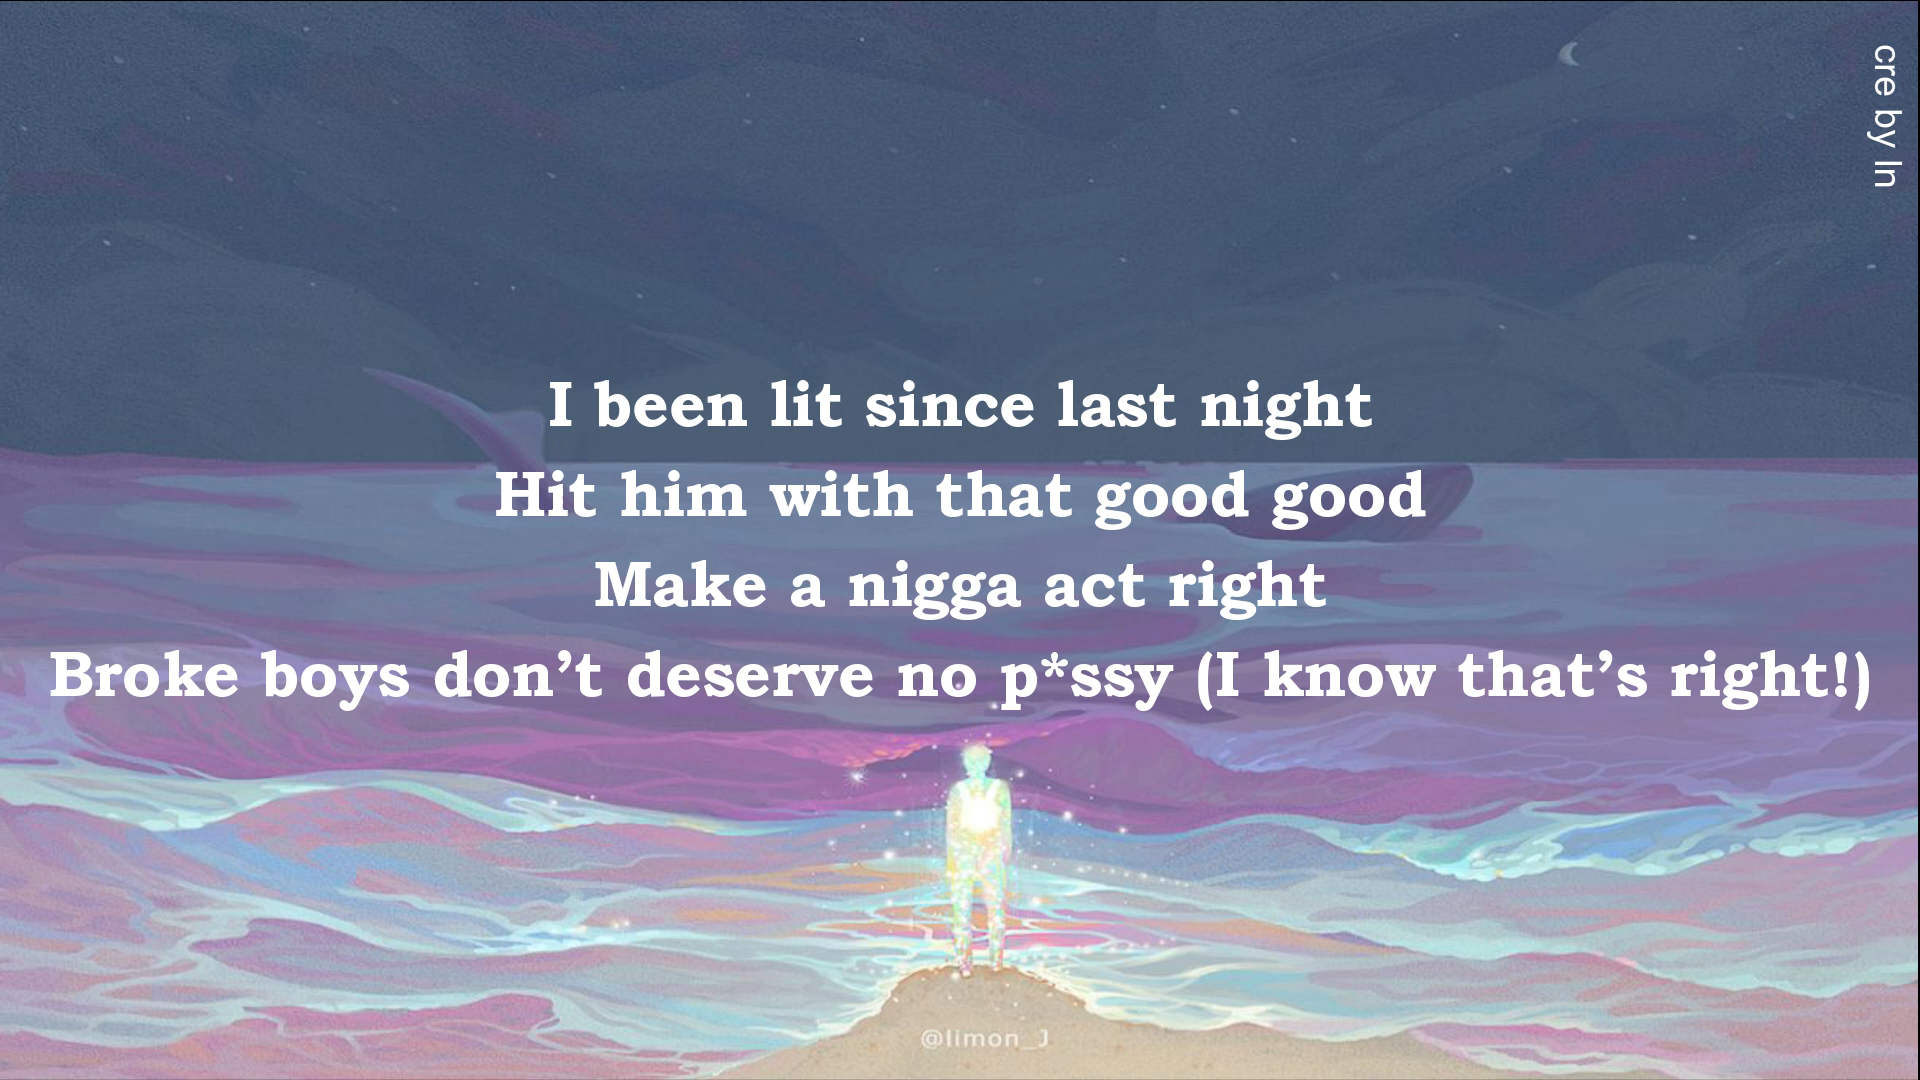 cre by ln
I been lit since last night
Hit him with that good good
Make a nigga act right
Broke boys don’t deserve no p*ssy (I know that’s right!)
@limon_J